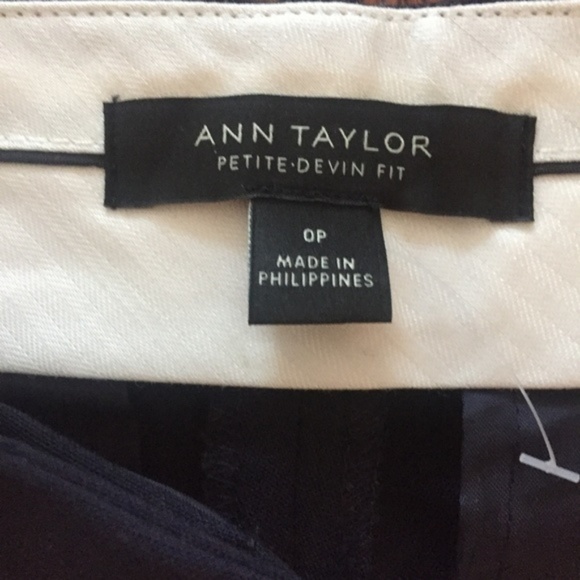 ANN TAYLOR
PETITE·DEVIN FIT
0P
MADE IN
PHILIPPINES